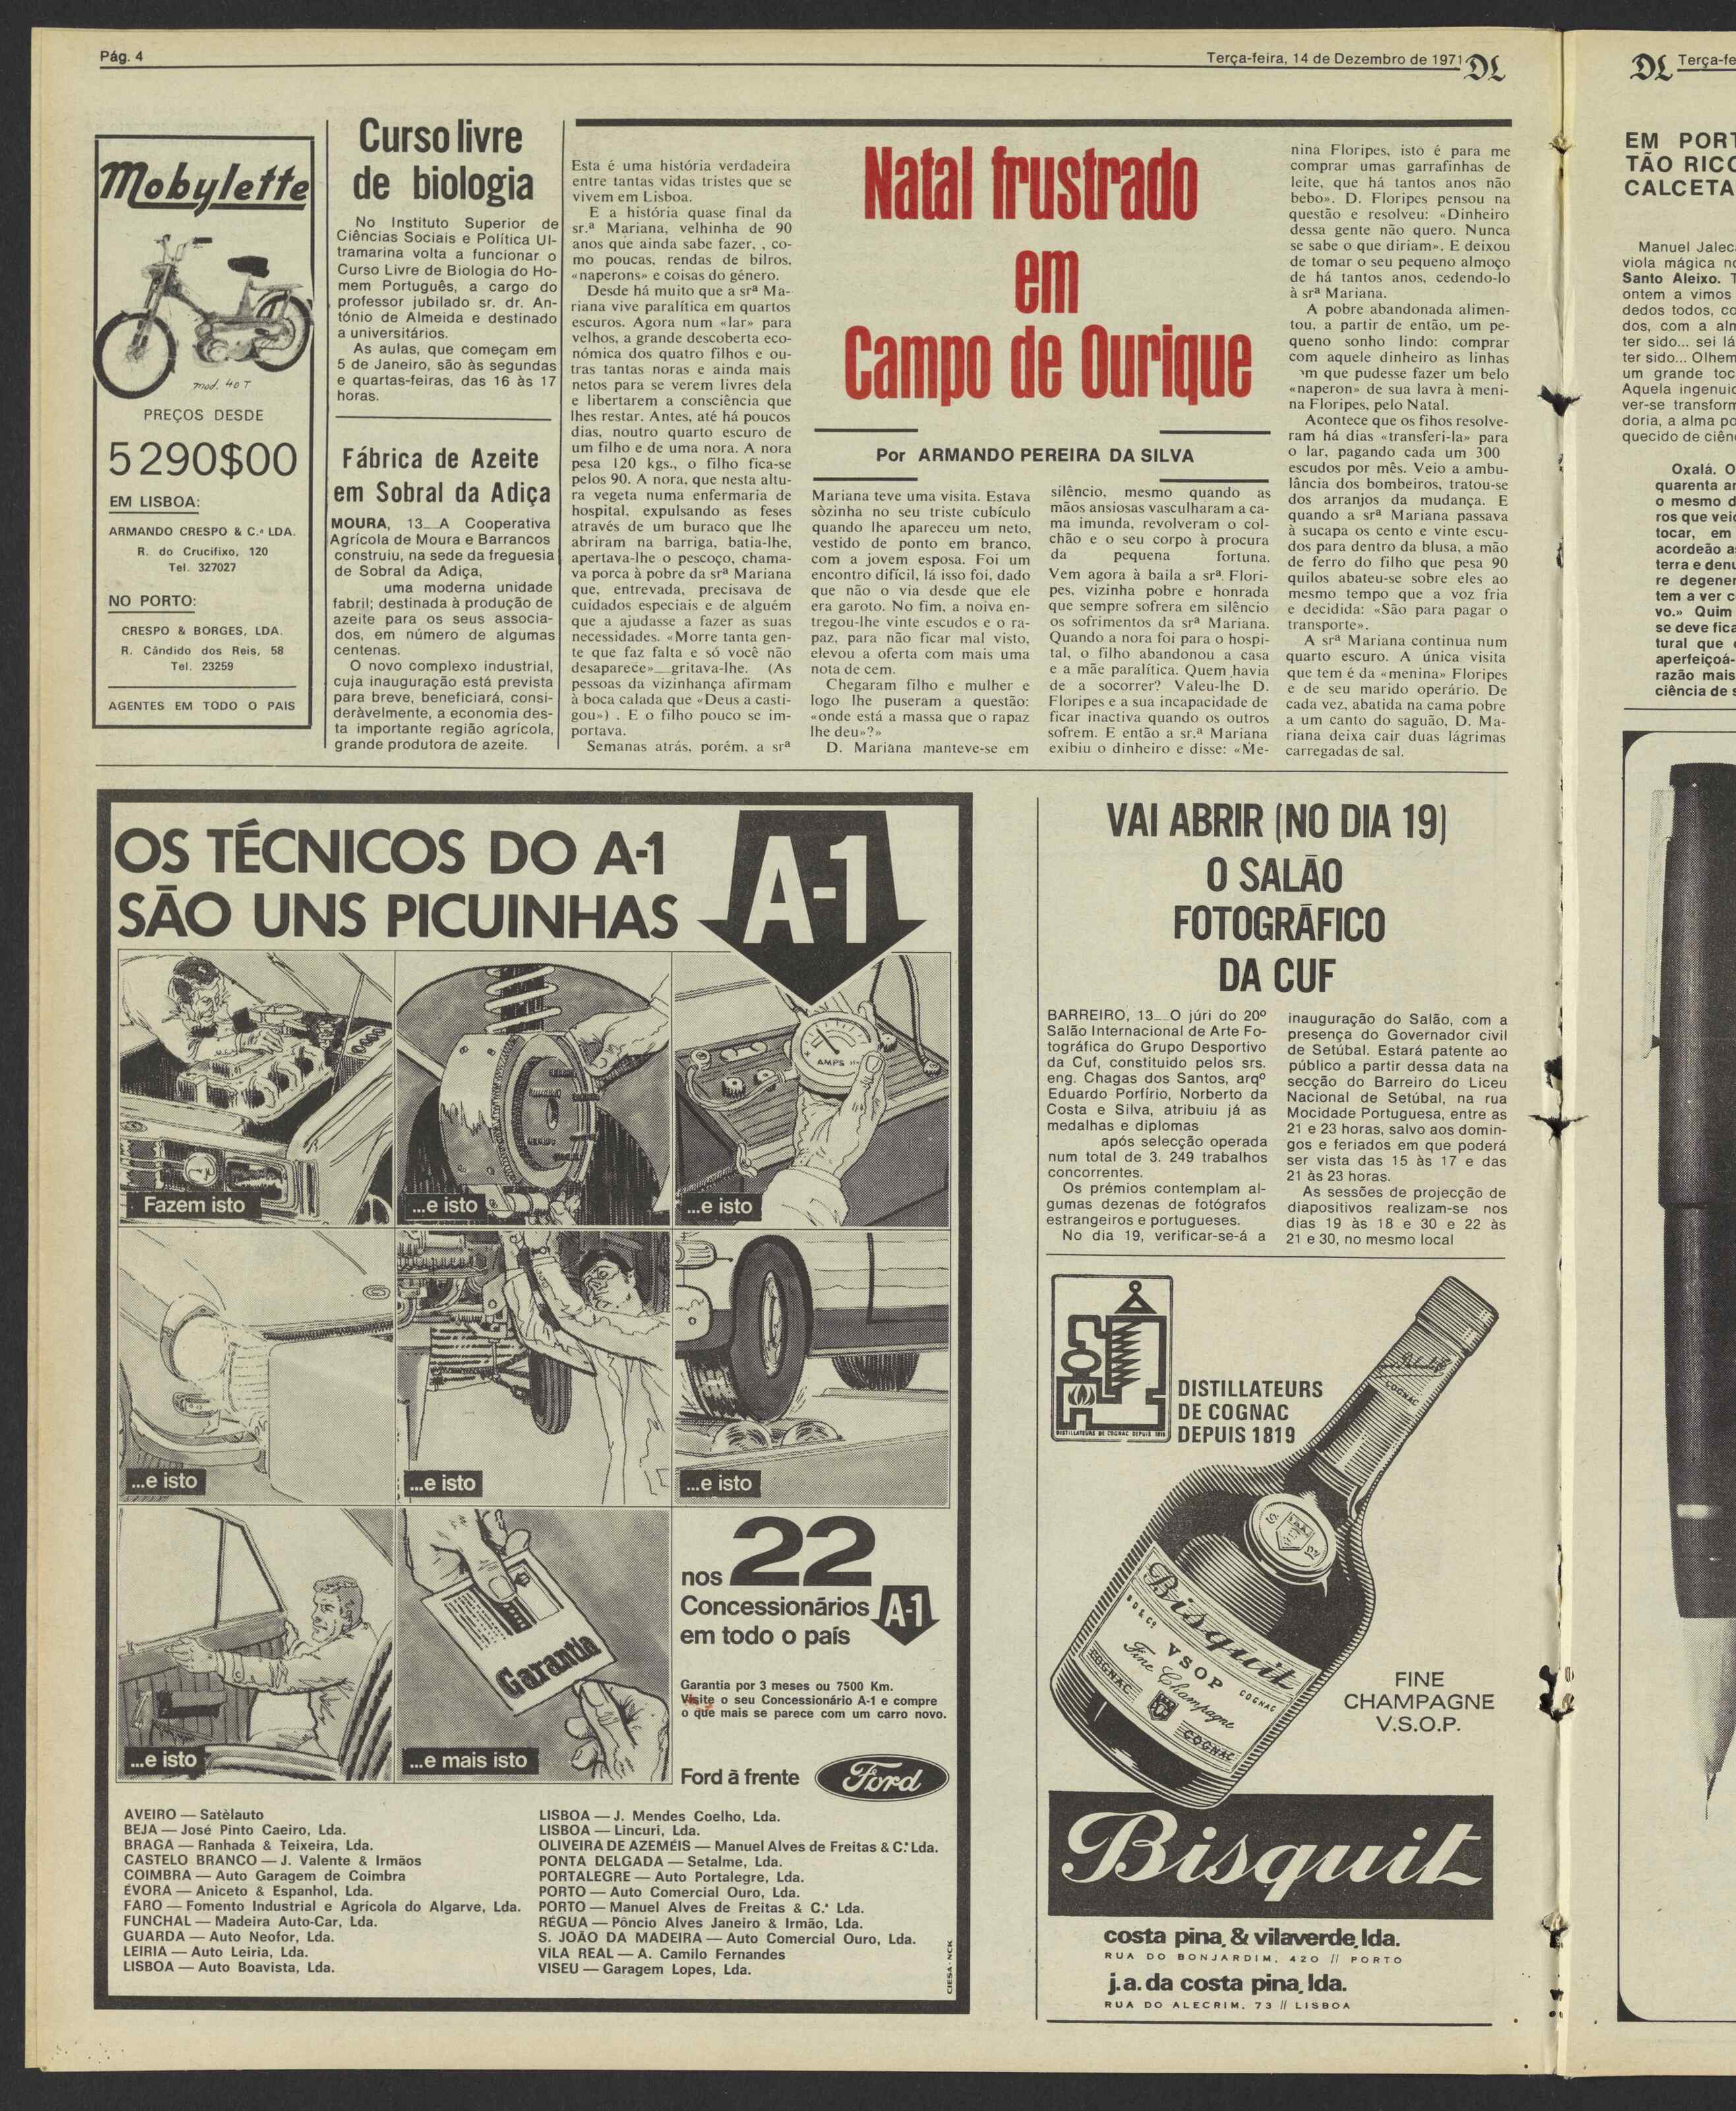 Pág. 4
Terça-feira, 14 de Dezembro de 1971 DL
Mobylette
mod. 40 T
PREÇOS DESDE
5290$00
EM LISBOA:
ARMANDO CRESPO & C.ª LDA.
R. do Crucifixo, 120
Tel. 327027
NO PORTO:
CRESPO & BORGES, LDA.
R. Cândido dos Reis, 58
Tel. 23259
AGENTES EM TODO O PAIS
Curso livre
de biologia
No Instituto Superior de
Ciências Sociais e Política Ul-
tramarina volta a funcionar o
Curso Livre de Biologia do Ho-
mem Português, a cargo do
professor jubilado sr. dr. An-
tónio de Almeida e destinado
a universitários.
As aulas, que começam em
5 de Janeiro, são às segundas
e quartas-feiras, das 16 às 17
horas.
Fábrica de Azeite
em Sobral da Adiça
MOURA, 13__A Cooperativa
Agrícola de Moura e Barrancos
construiu, na sede da freguesia
de Sobral da Adiça,
uma moderna unidade
fabril; destinada à produção de
azeite para os seus associa-
dos, em número de algumas
centenas.
O novo complexo industrial,
cuja inauguração está prevista
para breve, beneficiará, consi-
deràvelmente, a economia des-
ta importante região agrícola,
grande produtora de azeite.
Natal frustrado
em
Campo de Ourique
Por ARMANDO PEREIRA DA SILVA
Esta é uma história verdadeira
entre tantas vidas tristes que se
vivem em Lisboa.
E a história quase final da
sr.ª Mariana, velhinha de 90
anos que ainda sabe fazer, , co-
mo poucas, rendas de bilros,
«naperons» e coisas do género.
Desde há muito que a srª Ma-
riana vive paralítica em quartos
escuros. Agora num «lar» para
velhos, a grande descoberta eco-
nómica dos quatro filhos e ou-
tras tantas noras e ainda mais
netos para se verem livres dela
e libertarem a consciência que
lhes restar. Antes, até há poucos
dias, noutro quarto escuro de
um filho e de uma nora. A nora
pesa 120 kgs., o filho fica-se
pelos 90. A nora, que nesta altu-
ra vegeta numa enfermaria de
hospital, expulsando as feses
através de um buraco que lhe
abriram na barriga, batia-lhe,
apertava-lhe o pescoço, chama-
va porca à pobre da srª Mariana
que, entrevada, precisava de
cuidados especiais e de alguém
que a ajudasse a fazer as suas
necessidades. «Morre tanta gen-
te que faz falta e só você não
desaparece»__gritava-lhe. (As
pessoas da vizinhança afirmam
à boca calada que «Deus a casti-
gou») . E o filho pouco se im-
portava.
Semanas atrás, porém, a srª
Mariana teve uma visita. Estava
sòzinha no seu triste cubículo
quando lhe apareceu um neto,
vestido de ponto em branco,
com a jovem esposa. Foi um
encontro difícil, lá isso foi, dado
que não o via desde que ele
era garoto. No fim, a noiva en-
tregou-lhe vinte escudos e o ra-
paz, para não ficar mal visto,
elevou a oferta com mais uma
nota de cem.
Chegaram filho e mulher e
logo lhe puseram a questão:
«onde está a massa que o rapaz
lhe deu»?»
D. Mariana manteve-se em
silêncio, mesmo quando as
mãos ansiosas vasculharam a ca-
ma imunda, revolveram o col-
chão e o seu corpo à procura
da pequena fortuna.
Vem agora à baila a srª. Flori-
pes, vizinha pobre e honrada
que sempre sofrera em silêncio
os sofrimentos da srª Mariana.
Quando a nora foi para o hospi-
tal, o filho abandonou a casa
e a mãe paralítica. Quem havia
de a socorrer? Valeu-lhe D.
Floripes e a sua incapacidade de
ficar inactiva quando os outros
sofrem. E então a sr.ª Mariana
exibiu o dinheiro e disse: «Me-
nina Floripes, isto é para me
comprar umas garrafinhas de
leite, que há tantos anos não
bebo». D. Floripes pensou na
questão e resolveu: «Dinheiro
dessa gente não quero. Nunca
se sabe o que diriam». E deixou
de tomar o seu pequeno almoço
de há tantos anos, cedendo-lo
à srª Mariana.
A pobre abandonada alimen-
tou, a partir de então, um pe-
queno sonho lindo: comprar
com aquele dinheiro as linhas
m que pudesse fazer um belo
«naperon» de sua lavra à meni-
na Floripes, pelo Natal.
Acontece que os fihos resolve-
ram há dias «transferi-la» para
o lar, pagando cada um 300
escudos por mês. Veio a ambu-
lância dos bombeiros, tratou-se
dos arranjos da mudança. E
quando a srª Mariana passava
à sucapa os cento e vinte escu-
dos para dentro da blusa, a mão
de ferro do filho que pesa 90
quilos abateu-se sobre eles ao
mesmo tempo que a voz fria
e decidida: «São para pagar o
transporte».
A srª Mariana continua num
quarto escuro. A única visita
que tem é da «menina» Floripes
e de seu marido operário. De
cada vez, abatida na cama pobre
a um canto do saguão, D. Ma-
riana deixa cair duas lágrimas
carregadas de sal.
OS TÉCNICOS DO A-1
SÃO UNS PICUINHAS
A-1
AMPS
Fazem isto
...e isto
...e isto
...e isto
...e isto
...e isto
...e isto
Garantia
...e mais isto
nos 22
Concessionários A-1
em todo o país
Garantia por 3 meses ou 7500 Km.
Visite o seu Concessionário A-1 e compre
o que mais se parece com um carro novo.
Ford à frente
Ford
AVEIRO — Satèlauto
BEJA — José Pinto Caeiro, Lda.
BRAGA — Ranhada & Teixeira, Lda.
CASTELO BRANCO — J. Valente & Irmãos
COIMBRA — Auto Garagem de Coimbra
ÉVORA — Aniceto & Espanhol, Lda.
FARO — Fomento Industrial e Agrícola do Algarve, Lda.
FUNCHAL — Madeira Auto-Car, Lda.
GUARDA — Auto Neofor, Lda.
LEIRIA — Auto Leiria, Lda.
LISBOA — Auto Boavista, Lda.
LISBOA — J. Mendes Coelho, Lda.
LISBOA — Lincuri, Lda.
OLIVEIRA DE AZEMÉIS — Manuel Alves de Freitas & C.ª Lda.
PONTA DELGADA — Setalme, Lda.
PORTALEGRE — Auto Portalegre, Lda.
PORTO — Auto Comercial Ouro, Lda.
PORTO — Manuel Alves de Freitas & C.ª Lda.
RÉGUA — Pôncio Alves Janeiro & Irmão, Lda.
S. JOÃO DA MADEIRA — Auto Comercial Ouro, Lda.
VILA REAL — A. Camilo Fernandes
VISEU — Garagem Lopes, Lda.
CIESA - NCK
VAI ABRIR (NO DIA 19)
O SALÃO
FOTOGRÁFICO
DA CUF
BARREIRO, 13__O júri do 20º
Salão Internacional de Arte Fo-
tográfica do Grupo Desportivo
da Cuf, constituido pelos srs.
eng. Chagas dos Santos, arqº
Eduardo Porfírio, Norberto da
Costa e Silva, atribuiu já as
medalhas e diplomas
após selecção operada
num total de 3. 249 trabalhos
concorrentes.
Os prémios contemplam al-
gumas dezenas de fotógrafos
estrangeiros e portugueses.
No dia 19, verificar-se-á a
inauguração do Salão, com a
presença do Governador civil
de Setúbal. Estará patente ao
público a partir dessa data na
secção do Barreiro do Liceu
Nacional de Setúbal, na rua
Mocidade Portuguesa, entre as
21 e 23 horas, salvo aos domin-
gos e feriados em que poderá
ser vista das 15 às 17 e das
21 às 23 horas.
As sessões de projecção de
diapositivos realizam-se nos
dias 19 às 18 e 30 e 22 às
21 e 30, no mesmo local
DISTILLATEURS DE COGNAC DEPUIS 1819
DISTILLATEURS
DE COGNAC
DEPUIS 1819
COGNAC
Bisquit
VSOP
Fine Champagne
COGNAC
COGNAC
COGNAC
FINE
CHAMPAGNE
V.S.O.P.
Bisquit
costa pina, & vilaverde, lda.
RUA DO BONJARDIM, 420 // PORTO
j.a. da costa pina, lda.
RUA DO ALECRIM, 73 // LISBOA
DL Terça-fe
EM PORT
TÃO RICO
CALCETA
Manuel Jalec
viola mágica no
Santo Aleixo. T
ontem a vimos
dedos todos, co
dos, com a alm
ter sido... sei lá
ter sido... Olhem
um grande toc
Aquela ingenuid
ver-se transform
doria, a alma po
quecido de ciên
Oxalá. O
quarenta an
o mesmo d
ros que veio
tocar, em
acordeão a
terra e denu
re degener
tem a ver c
vo.» Quim
se deve fica
tural que
aperfeiçoá-
razão mais
ciência de s